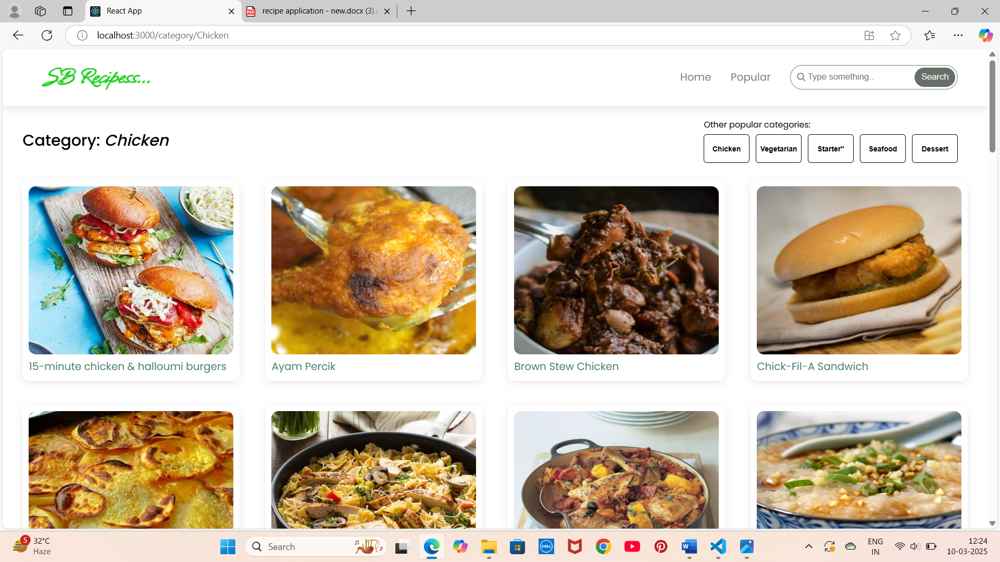 React App
recipe application - new.docx (3).p
localhost:3000/category/Chicken
SB Recipess...
Home
Popular
Type something..
Search
Category: Chicken
Other popular categories:
Chicken
Vegetarian
Starter"
Seafood
Dessert
15-minute chicken & halloumi burgers
Ayam Percik
Brown Stew Chicken
Chick-Fil-A Sandwich
5
32°C
Haze
Search
DELL
ENG
IN
12:24
10-03-2025